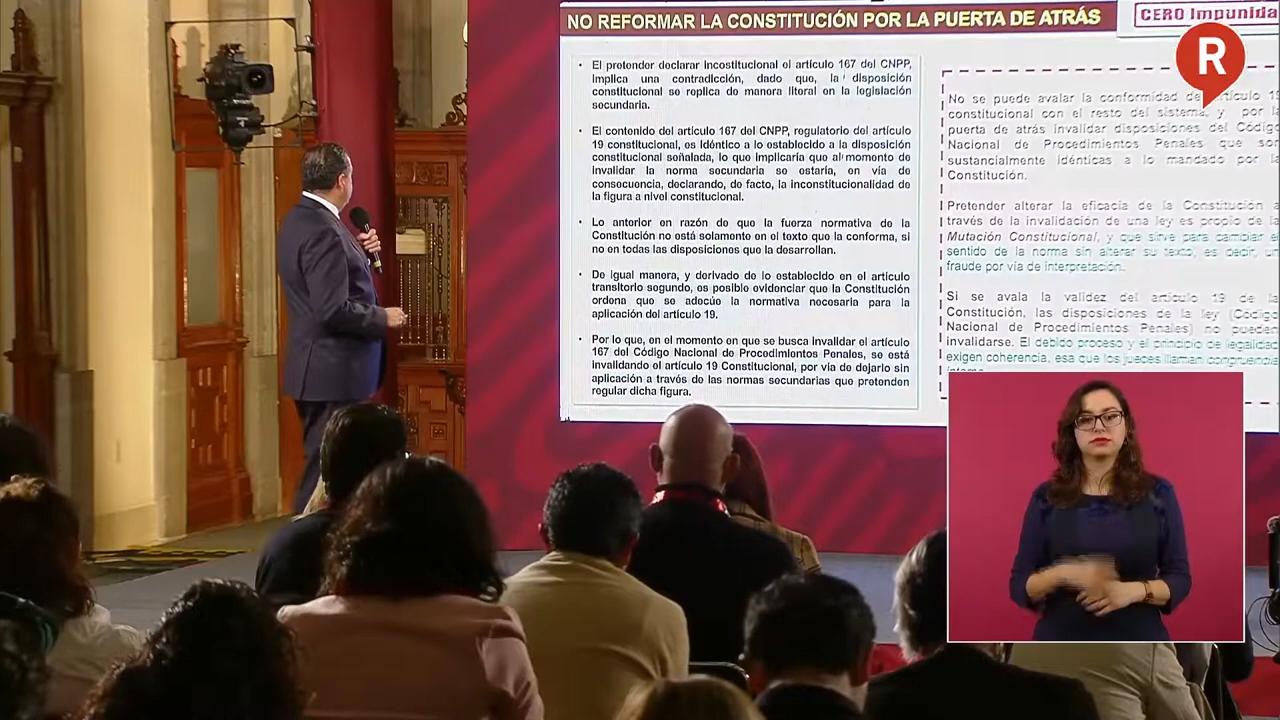 NO REFORMAR LA CONSTITUCIÓN POR LA PUERTA DE ATRÁS
CERO Impunida
R
• El pretender declarar incostitucional el artículo 167 del CNPP,
implica una contradicción, dado que, la disposición
constitucional se replica de manera literal en la legislación
secundaria.
• El contenido del artículo 167 del CNPP, regulatorio del artículo
19 constitucional, es idéntico a lo establecido a la disposición
constitucional señalada, lo que implicaría que al momento de
invalidar la norma secundaria se estaría, en vía de
consecuencia, declarando, de facto, la inconstitucionalidad de
la figura a nivel constitucional.
• Lo anterior en razón de que la fuerza normativa de la
Constitución no está solamente en el texto que la conforma, si
no en todas las disposiciones que la desarrollan.
• De igual manera, y derivado de lo establecido en el artículo
transitorio segundo, es posible evidenciar que la Constitución
ordena que se adecúe la normativa necesaria para la
aplicación del artículo 19.
• Por lo que, en el momento en que se busca invalidar el artículo
167 del Código Nacional de Procedimientos Penales, se está
invalidando el artículo 19 Constitucional, por vía de dejarlo sin
aplicación a través de las normas secundarias que pretenden
regular dicha figura.
No se puede avalar la conformidad de artículo 19
constitucional con el resto del sistema, y por la
puerta de atrás invalidar disposiciones del Código
Nacional de Procedimientos Penales que son
sustancialmente idénticas a lo mandado por la
Constitución.
Pretender alterar la eficacia de la Constitución a
través de la invalidación de una ley es propio de la
Mutación Constitucional, y que sirve para cambiar el
sentido de la norma sin alterar su texto, es decir, un
fraude por vía de interpretación.
Si se avala la validez del artículo 19 de la
Constitución, las disposiciones de la ley (Código
Nacional de Procedimientos Penales) no pueden
invalidarse. El debido proceso y el principio de legalidad
exigen coherencia, esa que los jueces llaman congruencia